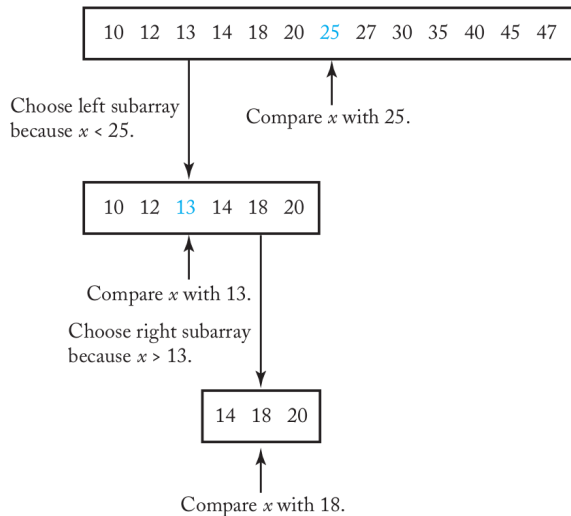 10 12 13 14 18 20 25 27 30 35 40 45 47
Choose left subarray
because x < 25.
Compare x with 25.
10 12 13 14 18 20
Compare x with 13.
Choose right subarray
because x > 13.
14 18 20
Compare x with 18.